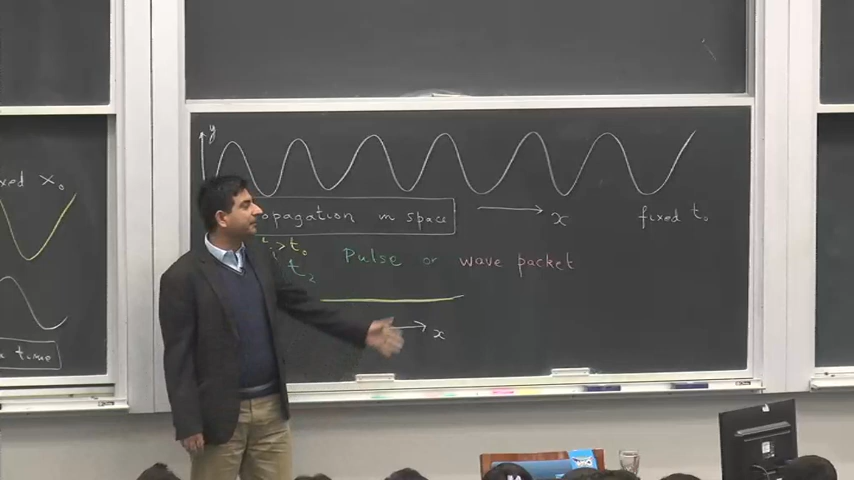 fixed x₀
y
propagation in space
x
fixed t₀
t₁>t₀
t₂
Pulse or wave packet
x
time